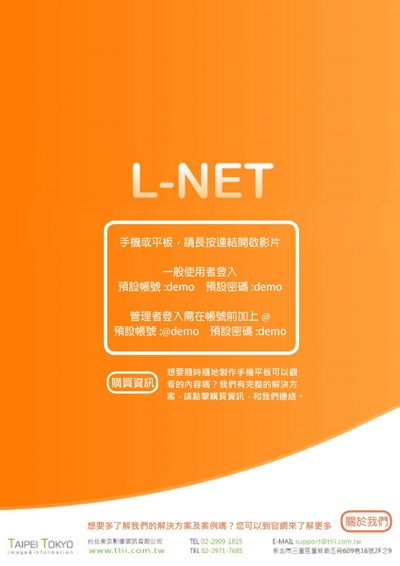 L-NET
手機或平板，請長按連結開啟影片
一般使用者登入
預設帳號 :demo 預設密碼 :demo
管理者登入需在帳號前加上 @
預設帳號 :@demo 預設密碼 :demo
購買資訊
想要隨時隨地製作手機平板可以觀
看的內容嗎？我們有完整的解決方
案，請點擊購買資訊，和我們連絡。
想要多了解我們的解決方案及案例嗎？您可以到官網來了解更多
關於我們
TAIPEI TOKYO
image&information
台北東京影像資訊有限公司
www.ttii.com.tw
TEL 02-2999-1815
TEL 02-2971-7685
E-MAIL support@ttii.com.tw
新北市三重區重新路五段609巷16號2F之9